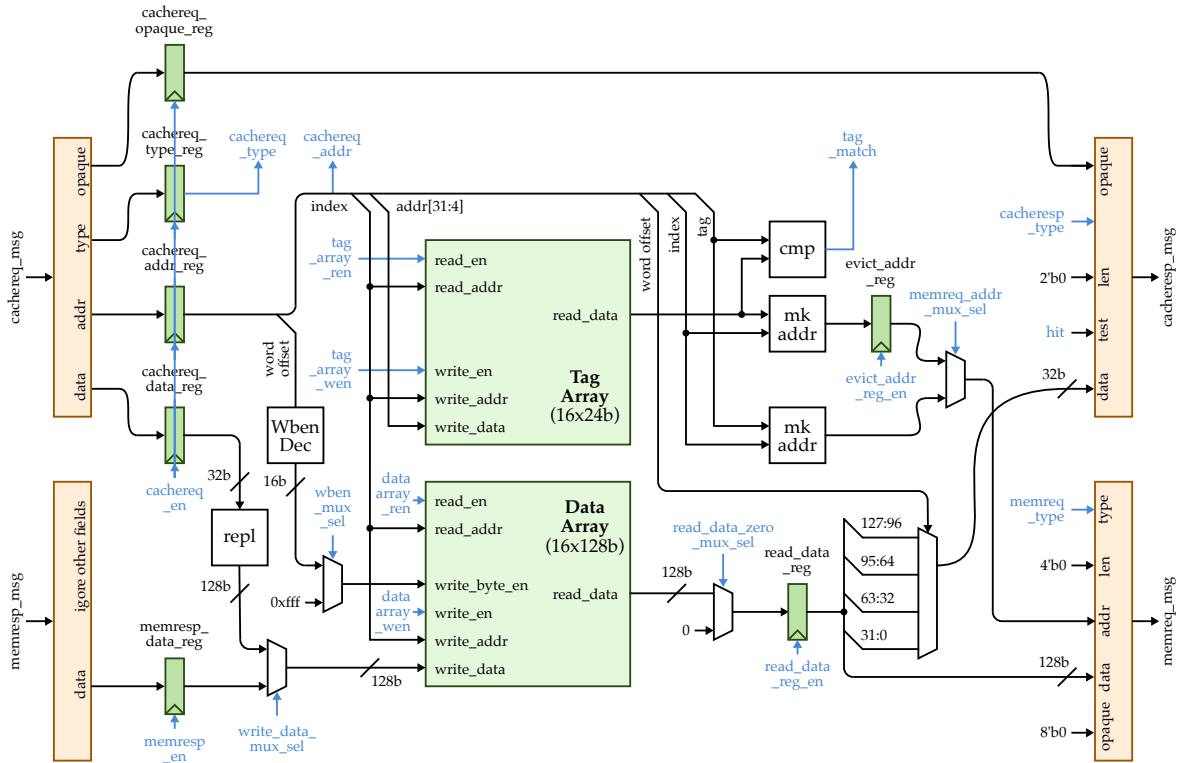 cachereq_
opaque_reg
cachereq_
type_reg
cachereq
_type
cachereq
_addr
tag
_match
cachereq_msg
opaque
type
addr
data
cachereq_
addr_reg
cachereq_
data_reg
cachereq
_en
index
addr[31:4]
word
offset
word offset
index
tag
tag
_array
_ren
read_en
read_addr
read_data
tag
_array
_wen
write_en
write_addr
write_data
Tag
Array
(16x24b)
cmp
mk
addr
evict_addr
_reg
evict_addr
_reg_en
memreq_addr
_mux_sel
mk
addr
cacheresp
_type
2'b0
hit
32b
opaque
len
test
data
cacheresp_msg
Wben
Dec
32b
16b
repl
128b
wben
_mux
_sel
0xfff
memresp_msg
igore other fields
data
memresp_
data_reg
memresp
_en
write_data_
mux_sel
128b
data
array_
_ren
read_en
read_addr
write_byte_en
data
array
_wen
write_en
write_addr
write_data
read_data
Data
Array
(16x128b)
128b
read_data_zero
_mux_sel
0
read_data
_reg
read_data
_reg_en
127:96
95:64
63:32
31:0
memreq
_type
4'b0
128b
8'b0
type
len
addr
data
opaque
memreq_msg